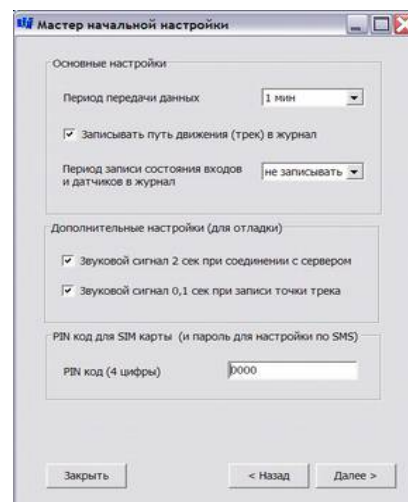 Мастер начальной настройки
Основные настройки
Период передачи данных
1 мин
Записывать путь движения (трек) в журнал
Период записи состояния входов
и датчиков в журнал
не записывать
Дополнительные настройки (для отладки)
Звуковой сигнал 2 сек при соединении с сервером
Звуковой сигнал 0,1 сек при записи точки трека
PIN код для SIM карты (и пароль для настройки по SMS)
PIN код (4 цифры)
0000
Закрыть
< Назад
Далее >